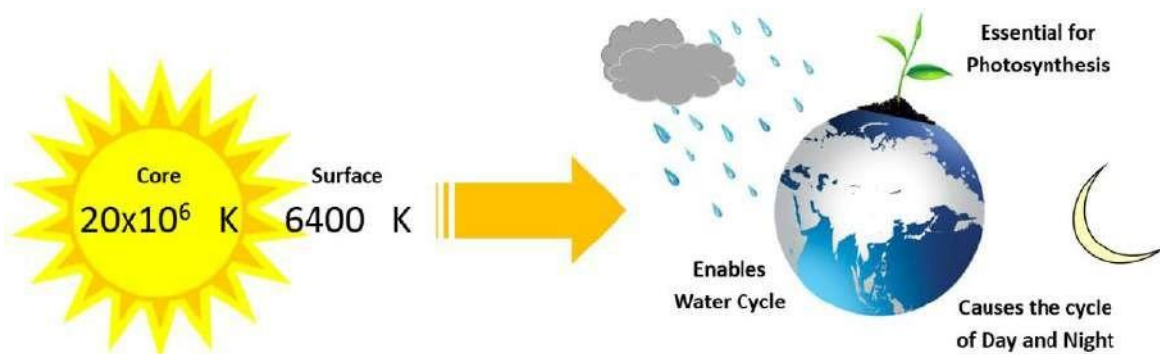 Core
20x10⁶ K
Surface
6400 K
Essential for
Photosynthesis
Enables
Water Cycle
Causes the cycle
of Day and Night